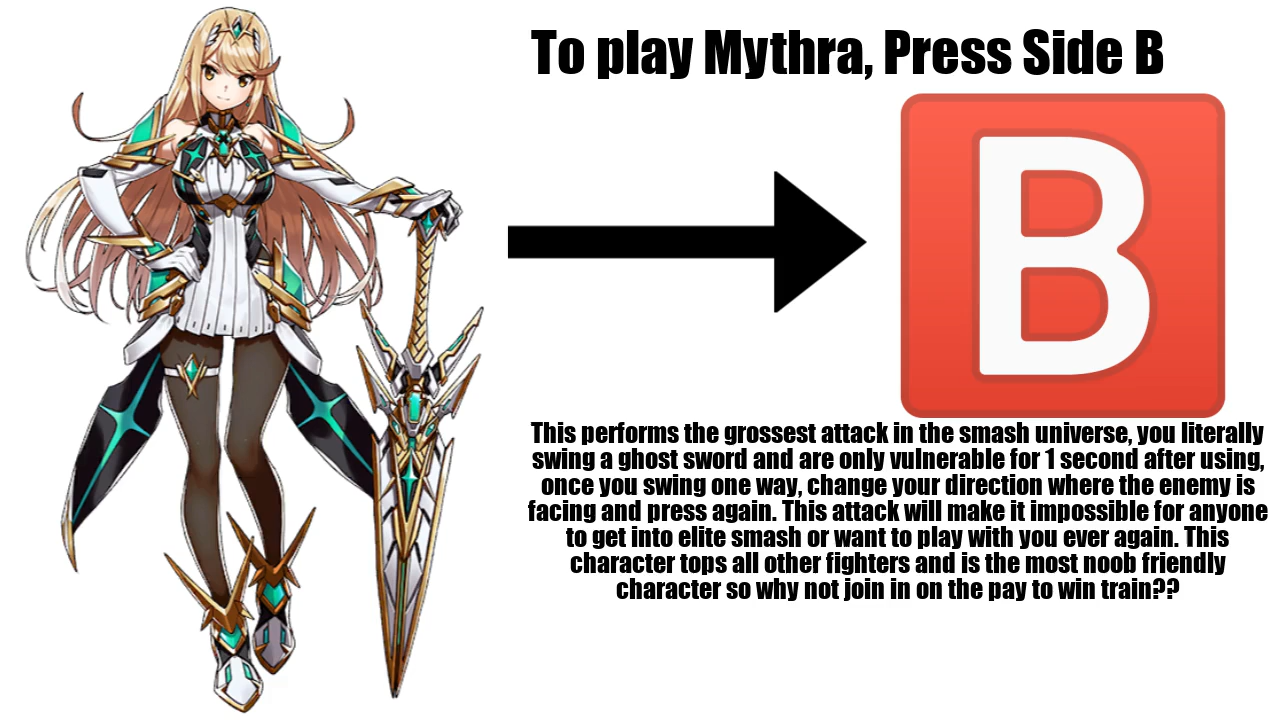 To play Mythra, Press Side B
B
This performs the grossest attack in the smash universe, you literally
swing a ghost sword and are only vulnerable for 1 second after using,
once you swing one way, change your direction where the enemy is
facing and press again. This attack will make it impossible for anyone
to get into elite smash or want to play with you ever again. This
character tops all other fighters and is the most noob friendly
character so why not join in on the pay to win train??